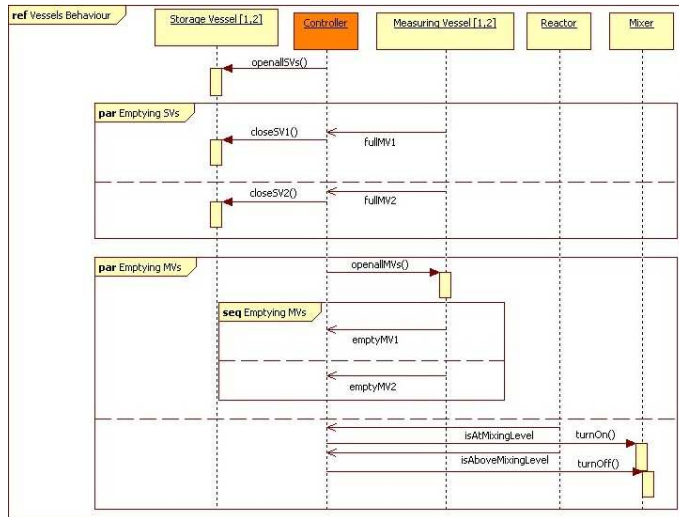 ref Vessels Behaviour
Storage Vessel [1,2]
Controller
Measuring Vessel [1,2]
Reactor
Mixer
openallSVs()
par Emptying SVs
closeSV1()
fullMV1
closeSV2()
fullMV2
par Emptying MVs
openallMVs()
seq Emptying MVs
emptyMV1
emptyMV2
isAtMixingLevel
turnOn()
isAboveMixingLevel
turnOff()